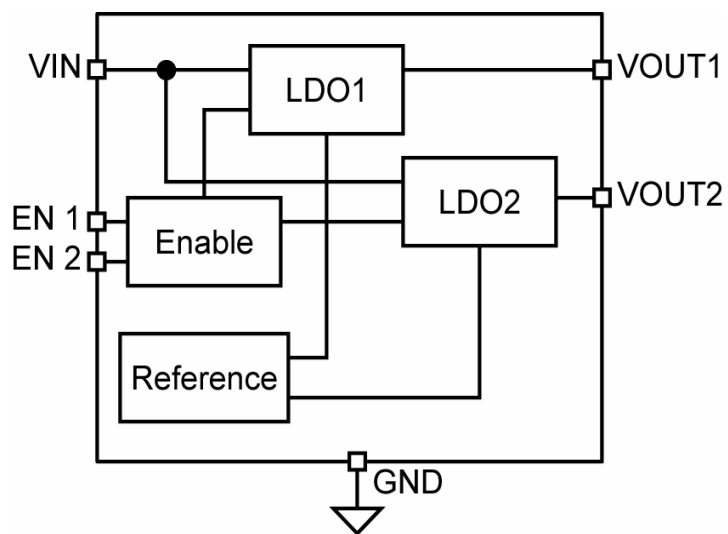 VIN
LDO1
VOUT1
LDO2
VOUT2
EN 1
Enable
EN 2
Reference
GND